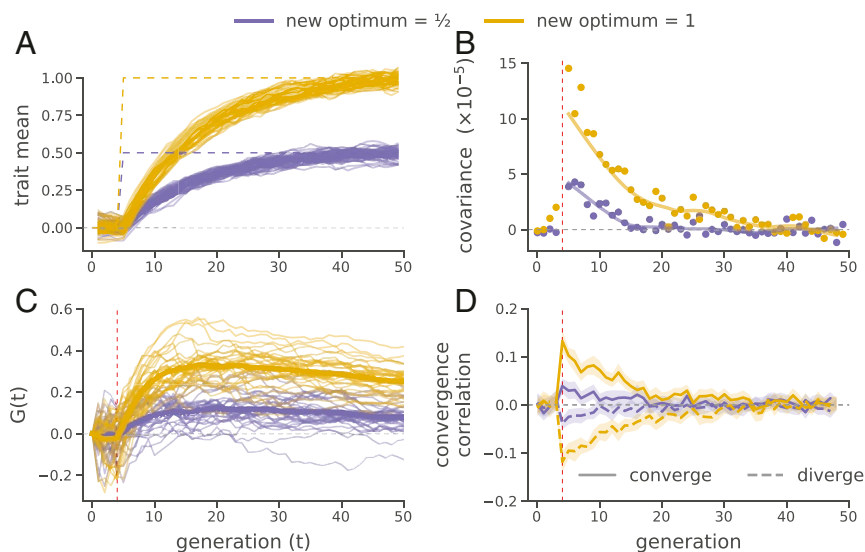 new optimum = ½ new optimum = 1
A
trait mean
1.00
0.75
0.50
0.25
0.00
0 10 20 30 40 50
B
covariance (×10⁻⁵)
15
10
5
0
0 10 20 30 40 50
C
G(t)
0.6
0.4
0.2
0.0
−0.2
0 10 20 30 40 50
generation (t)
D
convergence
correlation
0.2
0.1
0.0
−0.1
−0.2
converge diverge
0 10 20 30 40 50
generation